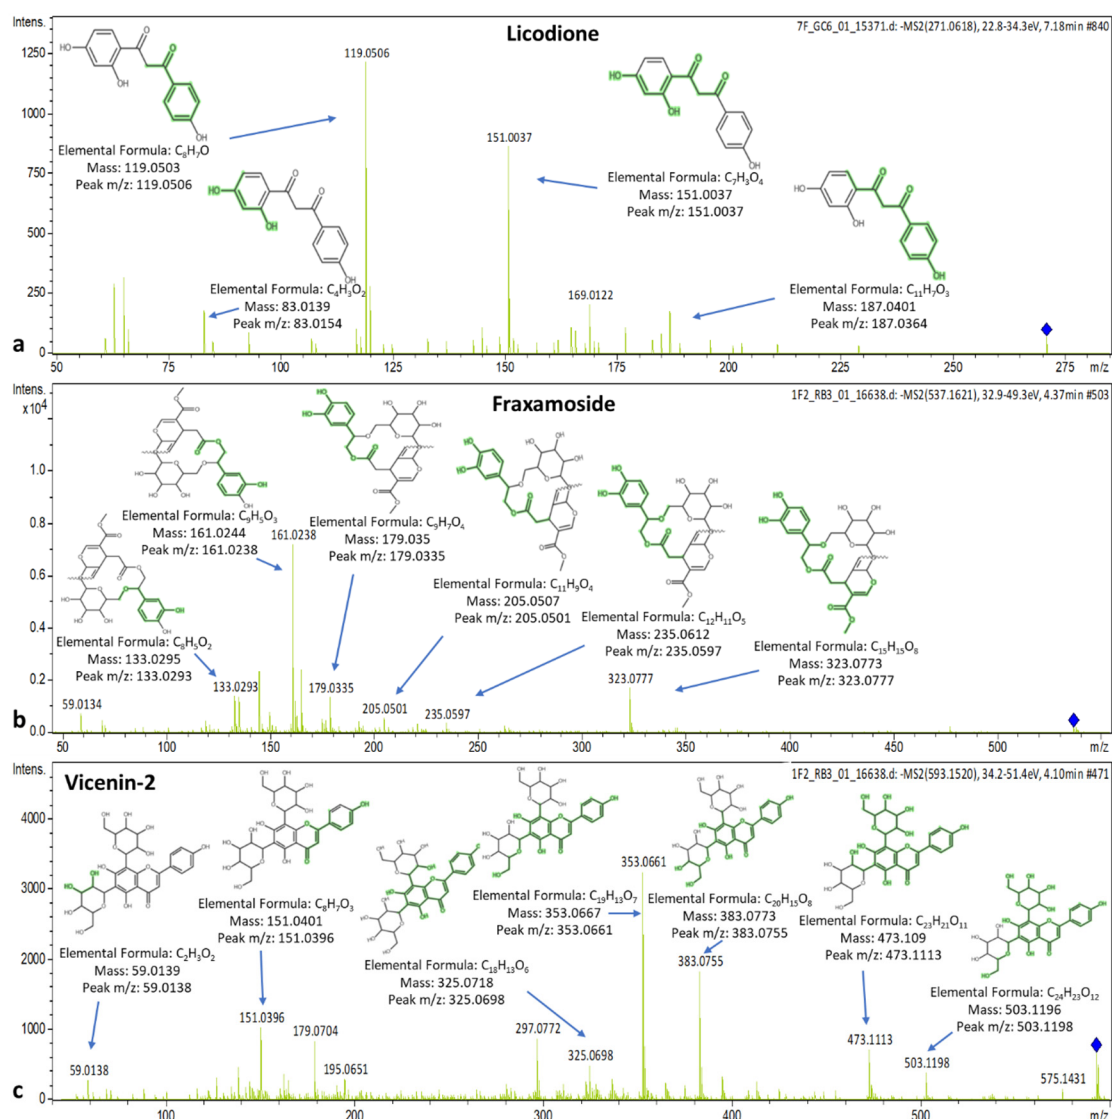 Intens.
Licodione
7F_GC6_01_15371.d: -MS2(271.0618), 22.8-34.3eV, 7.18min #840
1250
1000
750
500
250
0
119.0506
151.0037
169.0122
Elemental Formula: C₈H₇O
Mass: 119.0503
Peak m/z: 119.0506
Elemental Formula: C₄H₃O₂
Mass: 83.0139
Peak m/z: 83.0154
Elemental Formula: C₇H₃O₄
Mass: 151.0037
Peak m/z: 151.0037
Elemental Formula: C₁₁H₇O₃
Mass: 187.0401
Peak m/z: 187.0364
a
50 75 100 125 150 175 200 225 250 275 m/z
Intens.
x10⁴
Fraxamoside
1F2_RB3_01_16638.d: -MS2(537.1621), 32.9-49.3eV, 4.37min #503
1.0
0.8
0.6
0.4
0.2
0.0
Elemental Formula: C₉H₅O₃
Mass: 161.0244
Peak m/z: 161.0238
161.0238
Elemental Formula: C₉H₇O₄
Mass: 179.035
Peak m/z: 179.0335
Elemental Formula: C₁₁H₉O₄
Mass: 205.0507
Peak m/z: 205.0501
Elemental Formula: C₁₂H₁₁O₅
Mass: 235.0612
Peak m/z: 235.0597
Elemental Formula: C₁₅H₁₅O₈
Mass: 323.0773
Peak m/z: 323.0777
Elemental Formula: C₈H₅O₂
Mass: 133.0295
Peak m/z: 133.0293
59.0134
133.0293
179.0335
205.0501
235.0597
323.0777
b
50 100 150 200 250 300 350 400 450 500 m/z
Intens.
Vicenin-2
1F2_RB3_01_16638.d: -MS2(593.1520), 34.2-51.4eV, 4.10min #471
4000
3000
2000
1000
0
Elemental Formula: C₂H₃O₂
Mass: 59.0139
Peak m/z: 59.0138
Elemental Formula: C₈H₇O₃
Mass: 151.0401
Peak m/z: 151.0396
Elemental Formula: C₁₈H₁₃O₆
Mass: 325.0718
Peak m/z: 325.0698
Elemental Formula: C₁₉H₁₃O₇
Mass: 353.0667
Peak m/z: 353.0661
353.0661
Elemental Formula: C₂₀H₁₅O₈
Mass: 383.0773
Peak m/z: 383.0755
383.0755
Elemental Formula: C₂₃H₂₁O₁₁
Mass: 473.109
Peak m/z: 473.1113
Elemental Formula: C₂₄H₂₃O₁₂
Mass: 503.1196
Peak m/z: 503.1198
59.0138
151.0396
179.0704
195.0651
297.0772
325.0698
473.1113
503.1198
575.1431
c
100 200 300 400 500 m/z